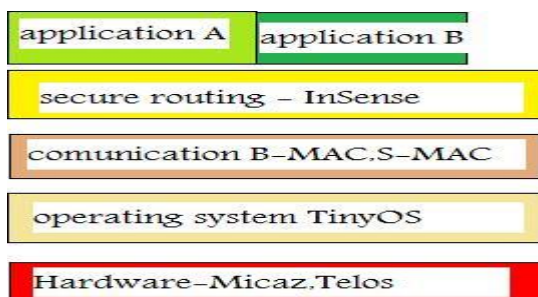 application A
application B
secure routing – InSense
comunication B-MAC,S-MAC
operating system TinyOS
Hardware-Micaz,Telos